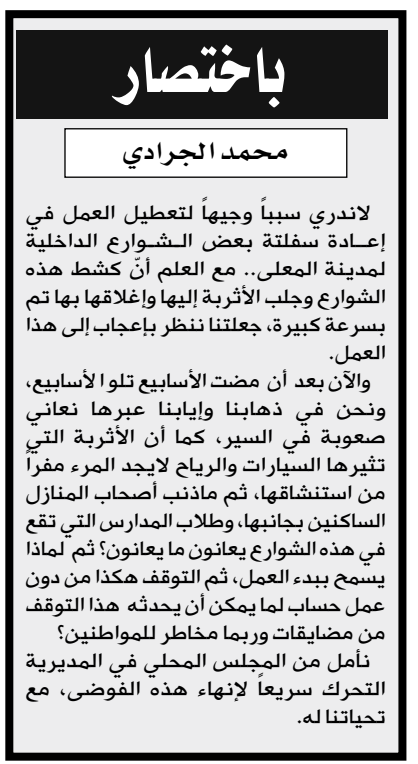 باختصار
محمد الجرادي
لاندري سبباً وجيهاً لتعطيل العمل في
إعــادة سفلتة بعض الـشـوارع الداخلية
لمدينة المعلى.. مع العلم أنّ كشط هذه
الشوارع وجلب الأتربة إليها وإغلاقها بها تم
بسرعة كبيرة، جعلتنا ننظر بإعجاب إلى هذا
العمل.
والآن بعد أن مضت الأسابيع تلو الأسابيع،
ونحن في ذهابنا وإيابنا عبرها نعاني
صعوبة في السير، كما أن الأتربة التي
تثيرها السيارات والرياح لايجد المرء مفراً
من استنشاقها، ثم ماذنب أصحاب المنازل
الساكنين بجانبها، وطلاب المدارس التي تقع
في هذه الشوارع يعانون ما يعانون؟ ثم لماذا
يسمح ببدء العمل، ثم التوقف هكذا من دون
عمل حساب لما يمكن أن يحدثه هذا التوقف
من مضايقات وربما مخاطر للمواطنين؟
نأمل من المجلس المحلي في المديرية
التحرك سريعاً لإنهاء هذه الفوضى، مع
تحياتنا له.